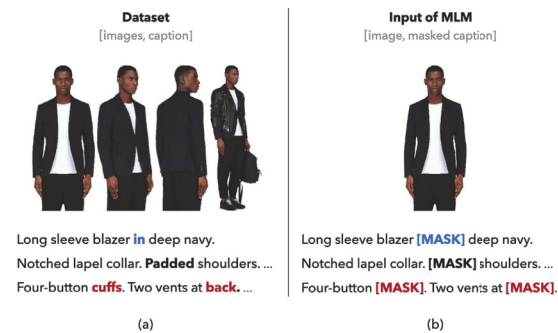 Dataset
[images, caption]
Long sleeve blazer in deep navy.
Notched lapel collar. Padded shoulders. ...
Four-button cuffs. Two vents at back. ...
(a)
Input of MLM
[image, masked caption]
Long sleeve blazer [MASK] deep navy.
Notched lapel collar. [MASK] shoulders. ...
Four-button [MASK]. Two vents at [MASK].
(b)